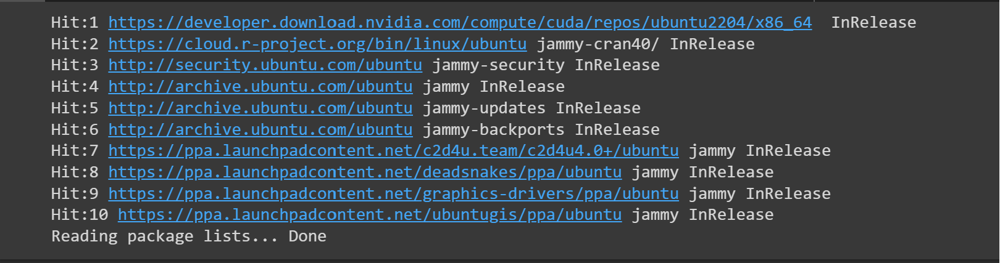 Hit:1 https://developer.download.nvidia.com/compute/cuda/repos/ubuntu2204/x86_64  InRelease
Hit:2 https://cloud.r-project.org/bin/linux/ubuntu jammy-cran40/ InRelease
Hit:3 http://security.ubuntu.com/ubuntu jammy-security InRelease
Hit:4 http://archive.ubuntu.com/ubuntu jammy InRelease
Hit:5 http://archive.ubuntu.com/ubuntu jammy-updates InRelease
Hit:6 http://archive.ubuntu.com/ubuntu jammy-backports InRelease
Hit:7 https://ppa.launchpadcontent.net/c2d4u.team/c2d4u4.0+/ubuntu jammy InRelease
Hit:8 https://ppa.launchpadcontent.net/deadsnakes/ppa/ubuntu jammy InRelease
Hit:9 https://ppa.launchpadcontent.net/graphics-drivers/ppa/ubuntu jammy InRelease
Hit:10 https://ppa.launchpadcontent.net/ubuntugis/ppa/ubuntu jammy InRelease
Reading package lists... Done